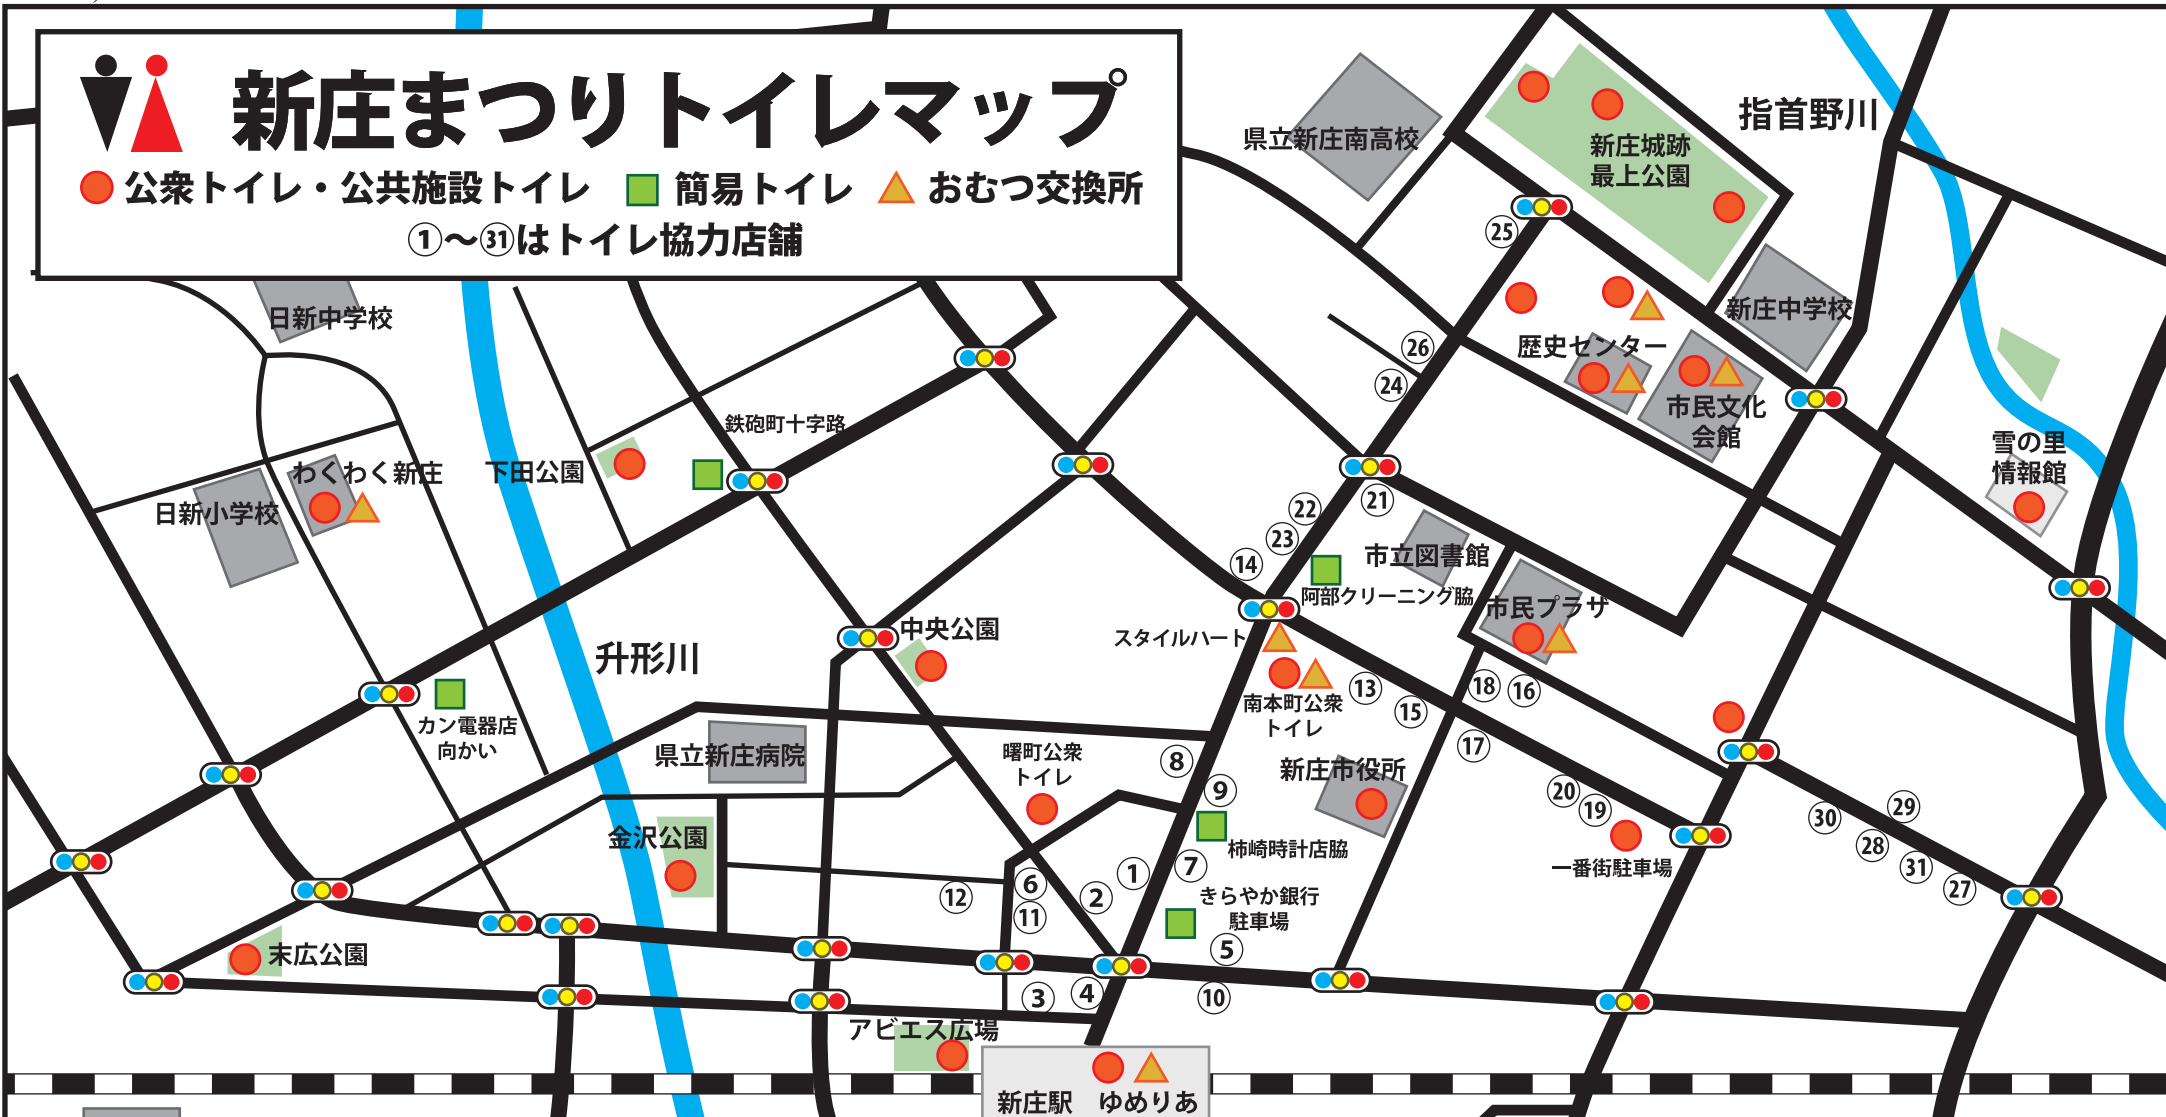 新庄まつりトイレマップ
公衆トイレ・公共施設トイレ 簡易トイレ おむつ交換所
①〜㉛はトイレ協力店舗
県立新庄南高校
指首野川
新庄城跡
最上公園
㉕
日新中学校
新庄中学校
歴史センター
㉖
㉔
市民文化
会館
鉄砲町十字路
雪の里
情報館
わくわく新庄
下田公園
日新小学校
㉑
㉒
㉓
⑭
市立図書館
阿部クリーニング脇
市民プラザ
中央公園
スタイルハート
升形川
⑬
⑱
⑯
南本町公衆
トイレ
⑮
⑰
カン電器店
向かい
県立新庄病院
曙町公衆
トイレ
⑧
新庄市役所
⑨
⑳
⑲
㉙
㉚
金沢公園
柿崎時計店脇
㉘
一番街駐車場
㉛
㉗
⑦
①
⑥
②
⑫
⑪
きらやか銀行
駐車場
⑤
末広公園
③
④
⑩
アビエス広場
新庄駅 ゆめりあ